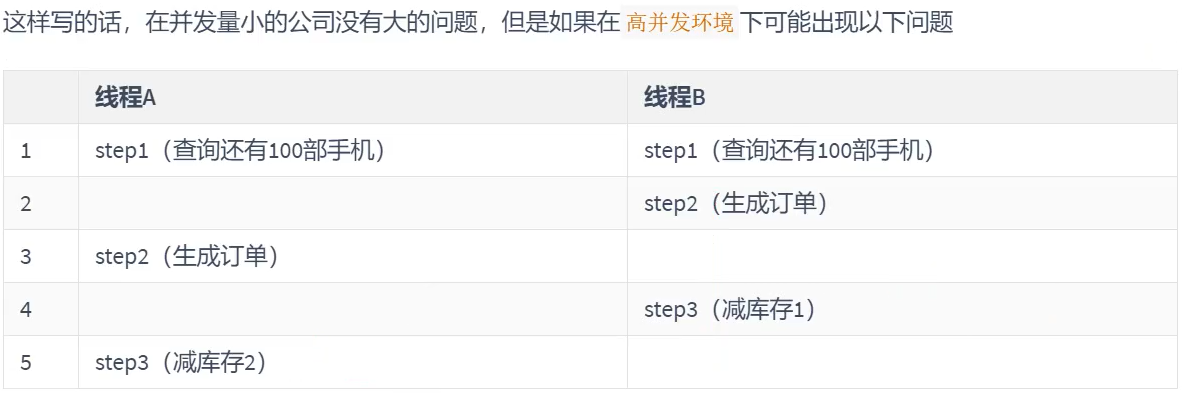 这样写的话，在并发量小的公司没有大的问题，但是如果在高并发环境下可能出现以下问题
线程A 线程B
1 step1（查询还有100部手机） step1（查询还有100部手机）
2 step2（生成订单）
3 step2（生成订单）
4 step3（减库存1）
5 step3（减库存2）